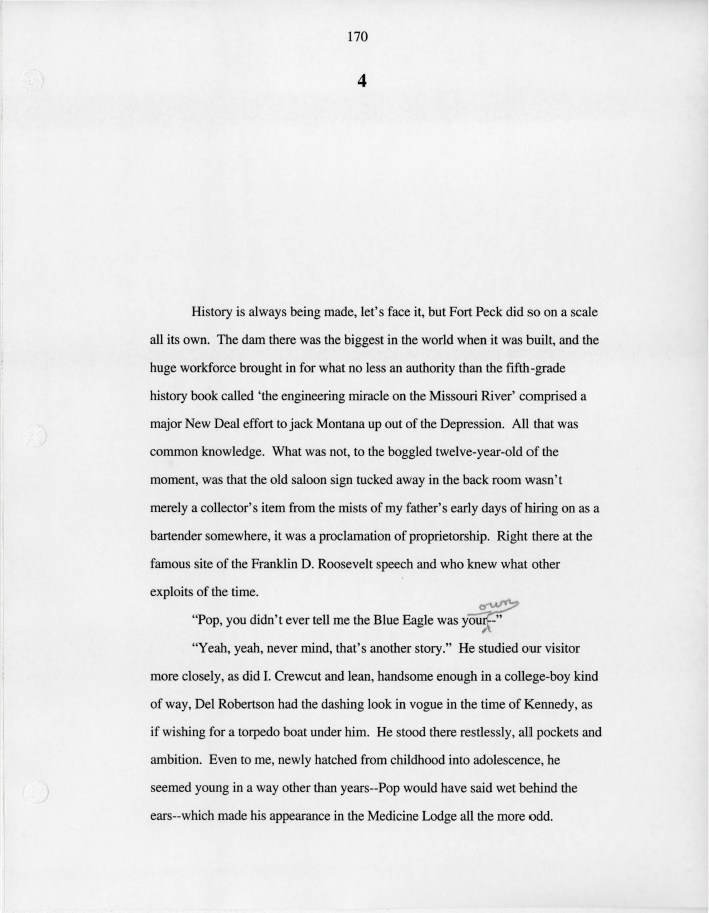 170
4
History is always being made, let's face it, but Fort Peck did so on a scale
all its own. The dam there was the biggest in the world when it was built, and the
huge workforce brought in for what no less an authority than the fifth-grade
history book called ‘the engineering miracle on the Missouri River’ comprised a
major New Deal effort to jack Montana up out of the Depression. All that was
common knowledge. What was not, to the boggled twelve-year-old of the
moment, was that the old saloon sign tucked away in the back room wasn't
merely a collector's item from the mists of my father's early days of hiring on as a
bartender somewhere, it was a proclamation of proprietorship. Right there at the
famous site of the Franklin D. Roosevelt speech and who knew what other
exploits of the time.
own
“Pop, you didn't ever tell me the Blue Eagle was your--”
“Yeah, yeah, never mind, that's another story.” He studied our visitor
more closely, as did I. Crewcut and lean, handsome enough in a college-boy kind
of way, Del Robertson had the dashing look in vogue in the time of Kennedy, as
if wishing for a torpedo boat under him. He stood there restlessly, all pockets and
ambition. Even to me, newly hatched from childhood into adolescence, he
seemed young in a way other than years--Pop would have said wet behind the
ears--which made his appearance in the Medicine Lodge all the more odd.